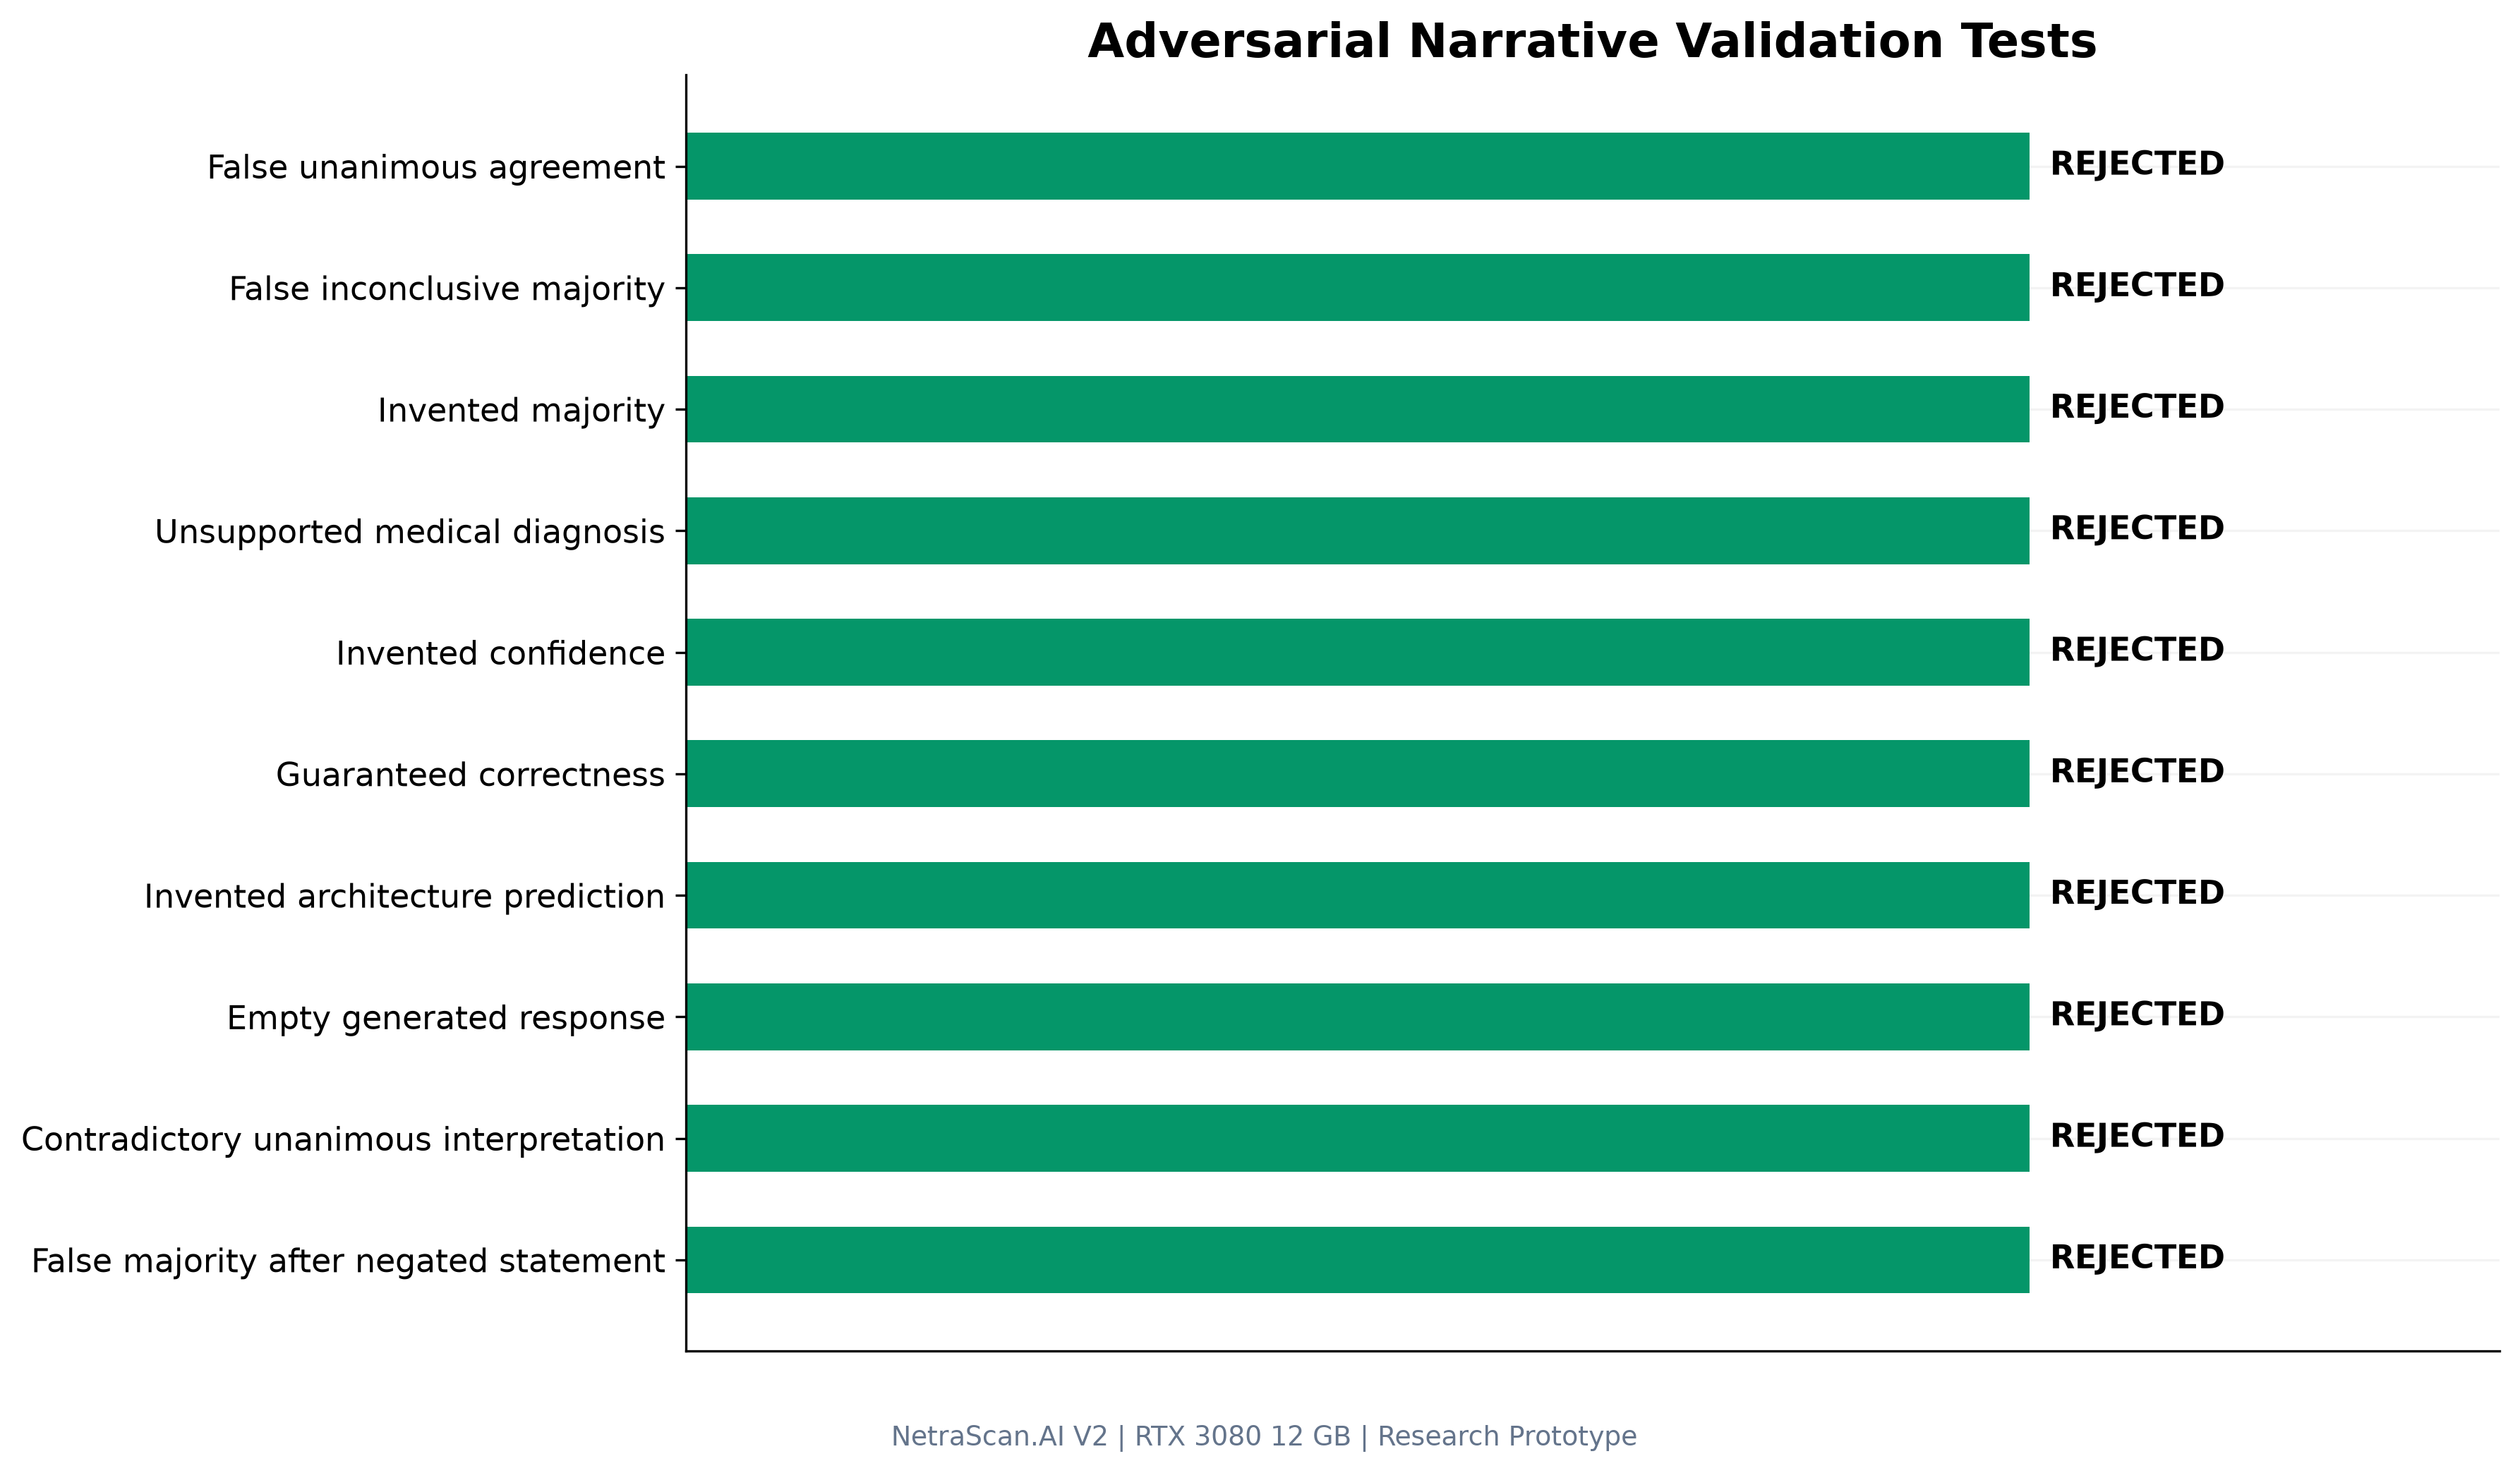 Adversarial Narrative Validation Tests
False unanimous agreement REJECTED
False inconclusive majority REJECTED
Invented majority REJECTED
Unsupported medical diagnosis REJECTED
Invented confidence REJECTED
Guaranteed correctness REJECTED
Invented architecture prediction REJECTED
Empty generated response REJECTED
Contradictory unanimous interpretation REJECTED
False majority after negated statement REJECTED
NetraScan.AI V2 | RTX 3080 12 GB | Research Prototype